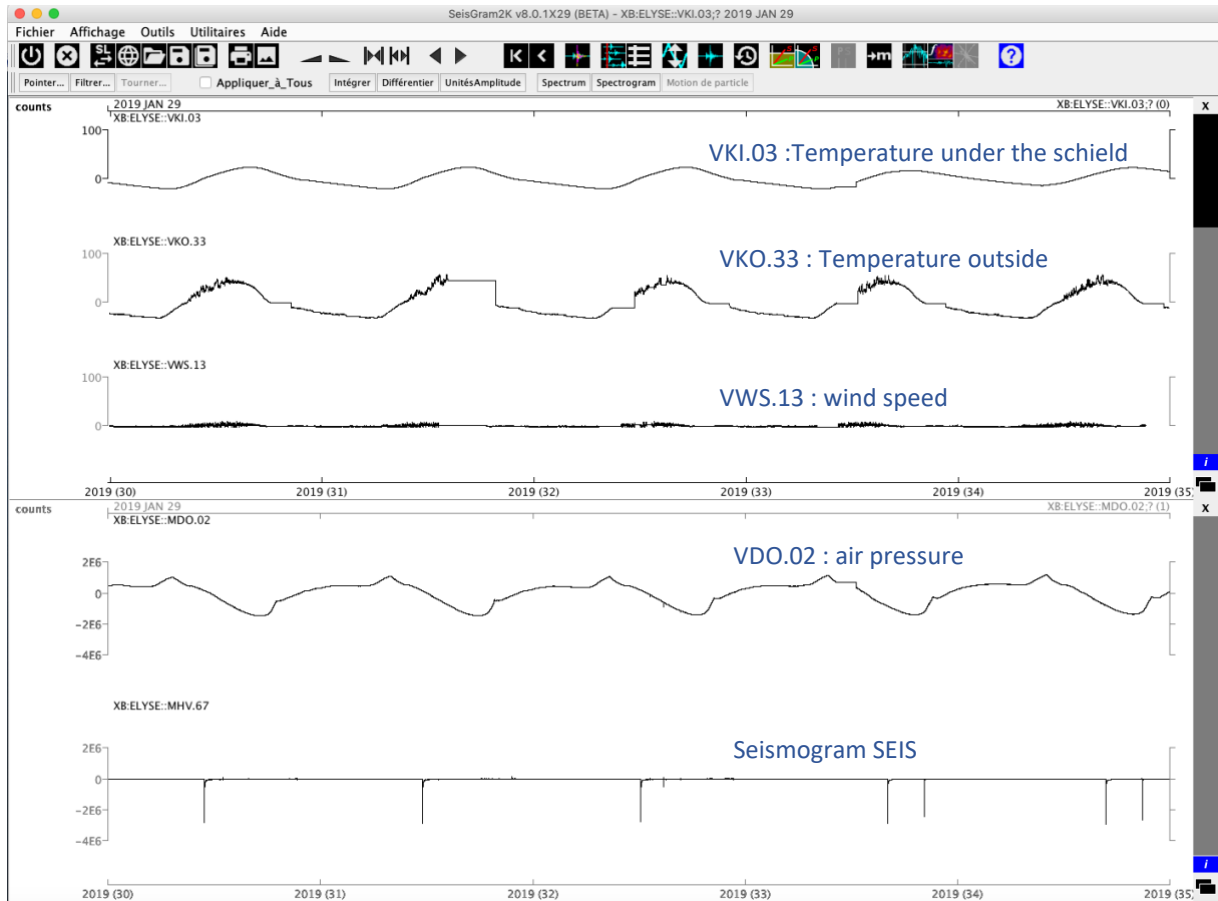 SeisGram2K v8.0.1X29 (BETA) - XB:ELYSE::VKI.03;? 2019 JAN 29
Fichier Affichage Outils Utilitaires Aide
SL
→m
?
Pointer... Filtrer... Tourner... Appliquer_à_Tous Intégrer Différentier UnitésAmplitude Spectrum Spectrogram Motion de particle
counts 2019 JAN 29 XB:ELYSE::VKI.03;? (0) X
XB:ELYSE::VKI.03
100
VKI.03 :Temperature under the schield
0
XB:ELYSE::VKO.33
100
VKO.33 : Temperature outside
0
XB:ELYSE::VWS.13
100
VWS.13 : wind speed
0
i
2019 (30) 2019 (31) 2019 (32) 2019 (33) 2019 (34) 2019 (35)
counts 2019 JAN 29 XB:ELYSE::MDO.02;? (1) X
XB:ELYSE::MDO.02
VDO.02 : air pressure
2E6
0
-2E6
-4E6
XB:ELYSE::MHV.67
Seismogram SEIS
2E6
0
-2E6
-4E6
i
2019 (30) 2019 (31) 2019 (32) 2019 (33) 2019 (34) 2019 (35)